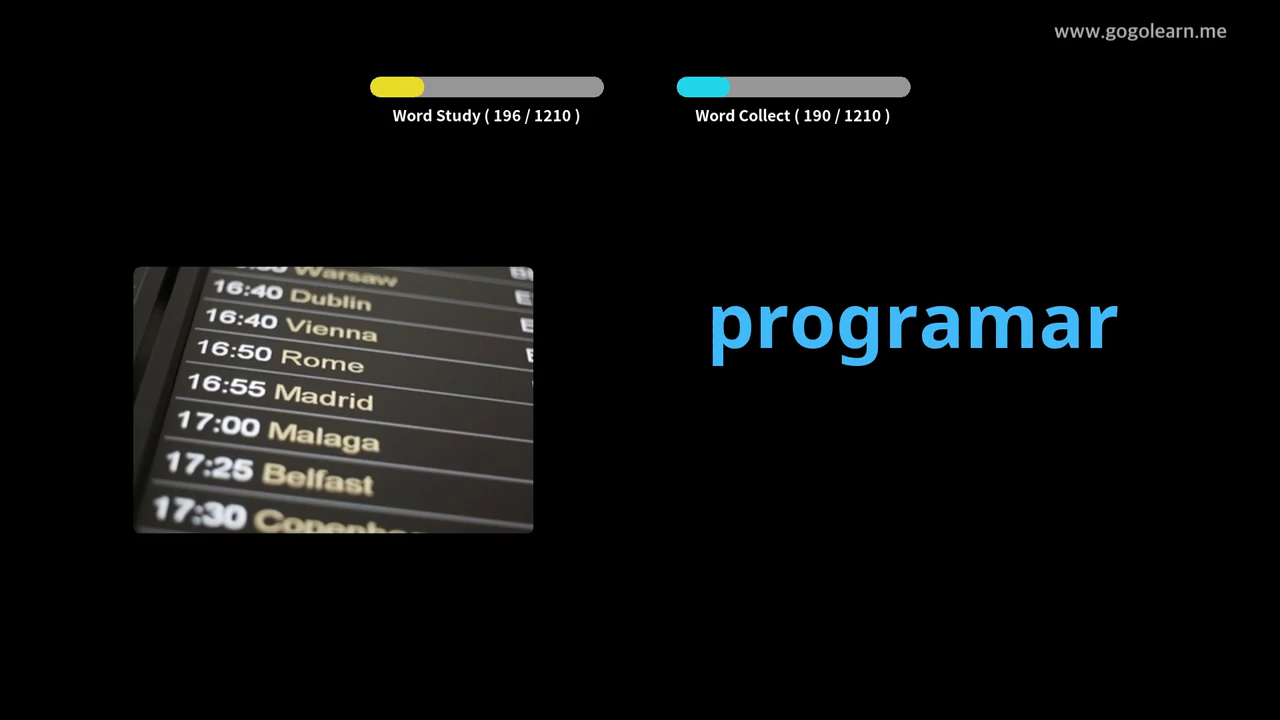 www.gogolearn.me
Word Study ( 196 / 1210 )
Word Collect ( 190 / 1210 )
programar
Warsaw
16:40 Dublin
16:40 Vienna
16:50 Rome
16:55 Madrid
17:00 Malaga
17:25 Belfast
17:30